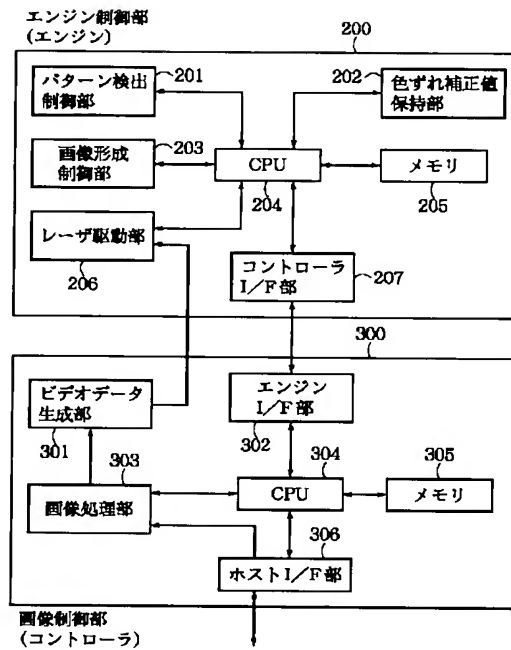 エンジン制御部
(エンジン)
200
パターン検出
制御部
201
202
色ずれ補正値
保持部
画像形成
制御部
203
CPU
204
メモリ
205
レーザ駆動部
206
コントローラ
I/F部
207
300
ビデオデータ
生成部
301
エンジン
I/F部
302
303
画像処理部
304
CPU
305
メモリ
306
ホストI/F部
画像制御部
(コントローラ)